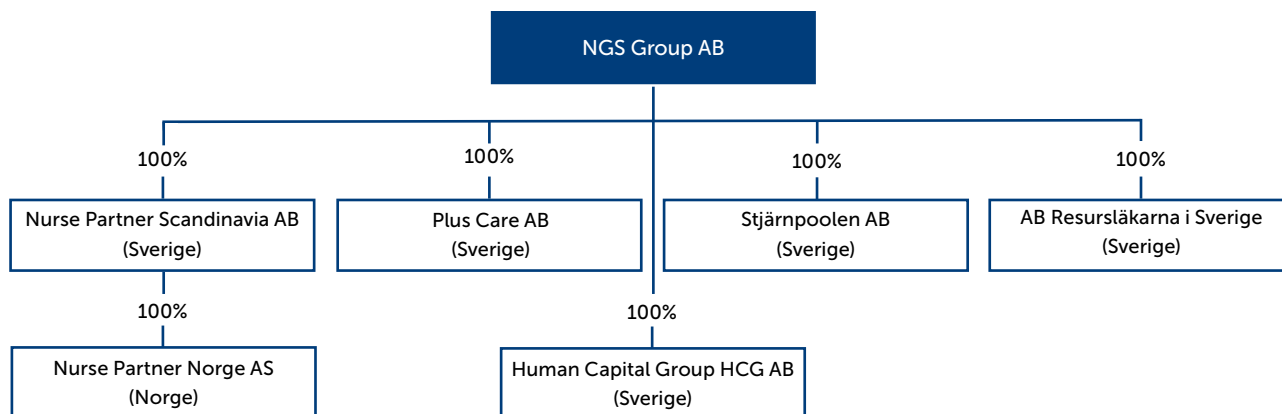 NGS Group AB
100%
100%
100%
100%
Nurse Partner Scandinavia AB
(Sverige)
Plus Care AB
(Sverige)
Stjärnpoolen AB
(Sverige)
AB Resursläkarna i Sverige
(Sverige)
100%
100%
Nurse Partner Norge AS
(Norge)
Human Capital Group HCG AB
(Sverige)